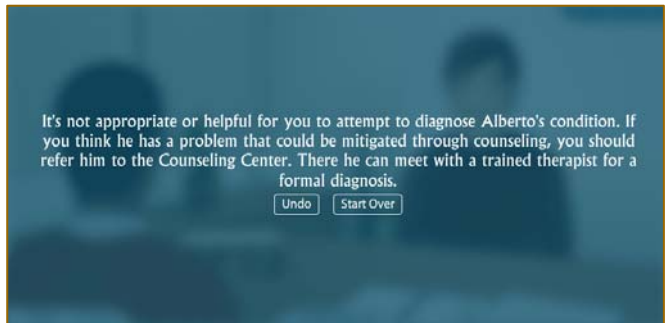 It's not appropriate or helpful for you to attempt to diagnose Alberto's condition. If
you think he has a problem that could be mitigated through counseling, you should
refer him to the Counseling Center. There he can meet with a trained therapist for a
formal diagnosis.
Undo Start Over